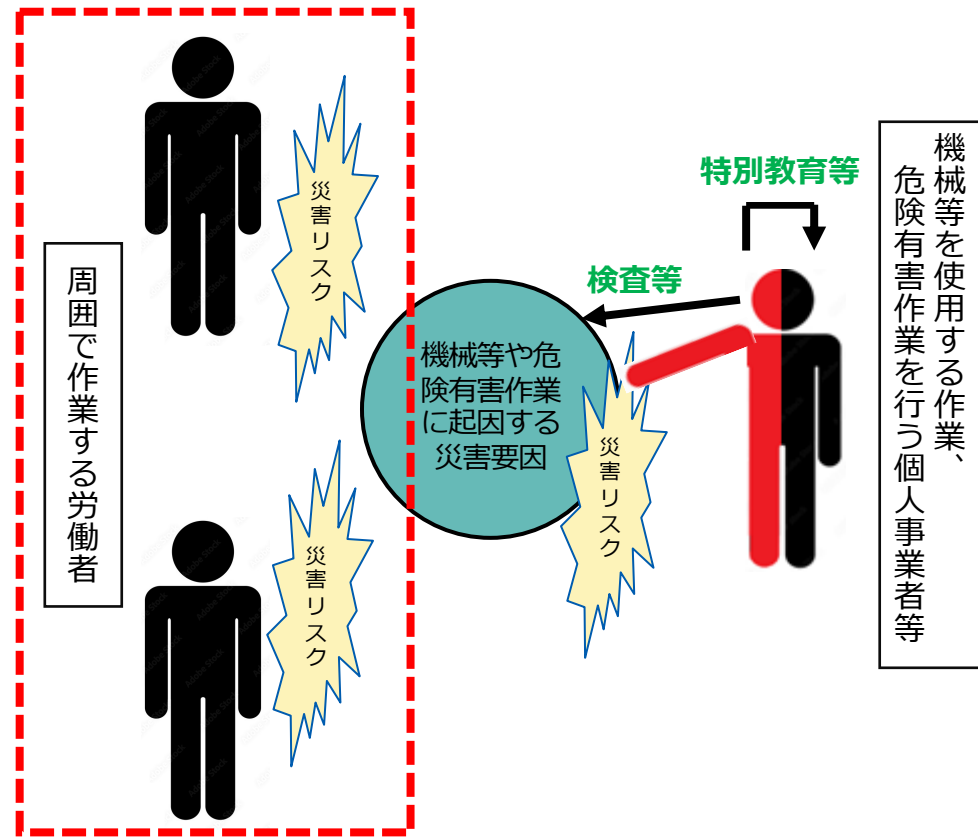 機械等を使用する作業、
危険有害作業を行う個人事業者等
特別教育等
検査等
機械等や危
険有害作業
に起因する
災害要因
災害リスク
災害リスク
災害リスク
周囲で作業する労働者